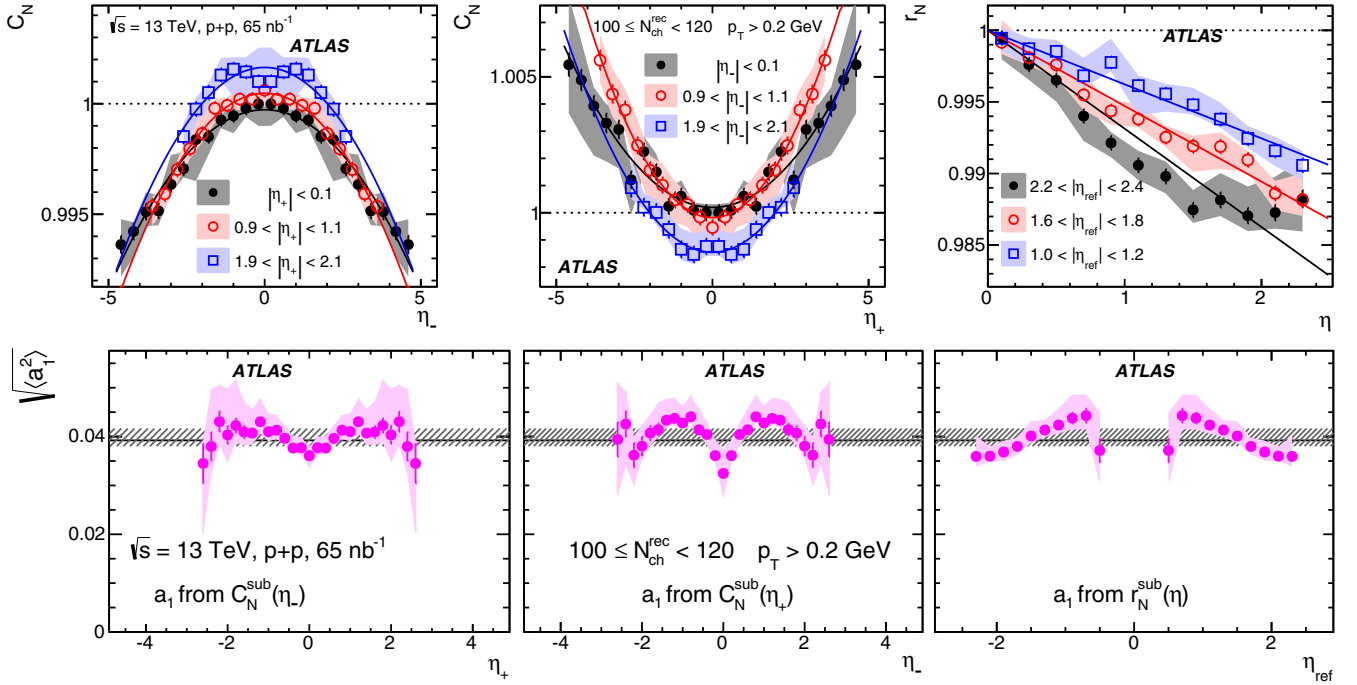 C_N
√s = 13 TeV, p+p, 65 nb⁻¹
ATLAS
1
0.995
|η₊| < 0.1
0.9 < |η₊| < 1.1
1.9 < |η₊| < 2.1
-5 0 5
η₋
C_N
100 ≤ N_ch^rec < 120 p_T > 0.2 GeV
1.005
|η₋| < 0.1
0.9 < |η₋| < 1.1
1.9 < |η₋| < 2.1
1
ATLAS
-5 0 5
η₊
r_N
1
ATLAS
0.995
0.99
0.985
2.2 < |η_ref| < 2.4
1.6 < |η_ref| < 1.8
1.0 < |η_ref| < 1.2
0 1 2
η
√⟨a₁²⟩
ATLAS
0.04
0.02
0
√s = 13 TeV, p+p, 65 nb⁻¹
a₁ from C_N^sub(η₋)
-4 -2 0 2 4
η₊
ATLAS
100 ≤ N_ch^rec < 120 p_T > 0.2 GeV
a₁ from C_N^sub(η₊)
-4 -2 0 2 4
η₋
ATLAS
a₁ from r_N^sub(η)
-2 0 2
η_ref